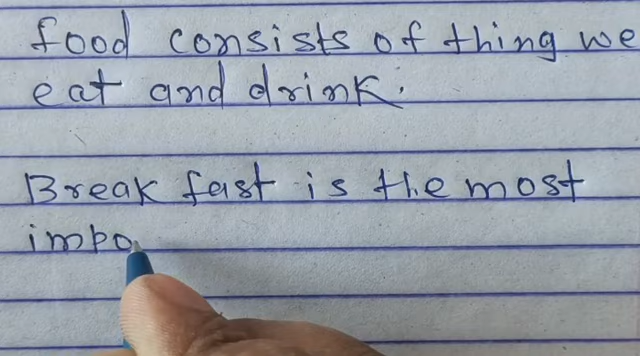 food consists of thing we
eat and drink.
Break fast is the most
impo